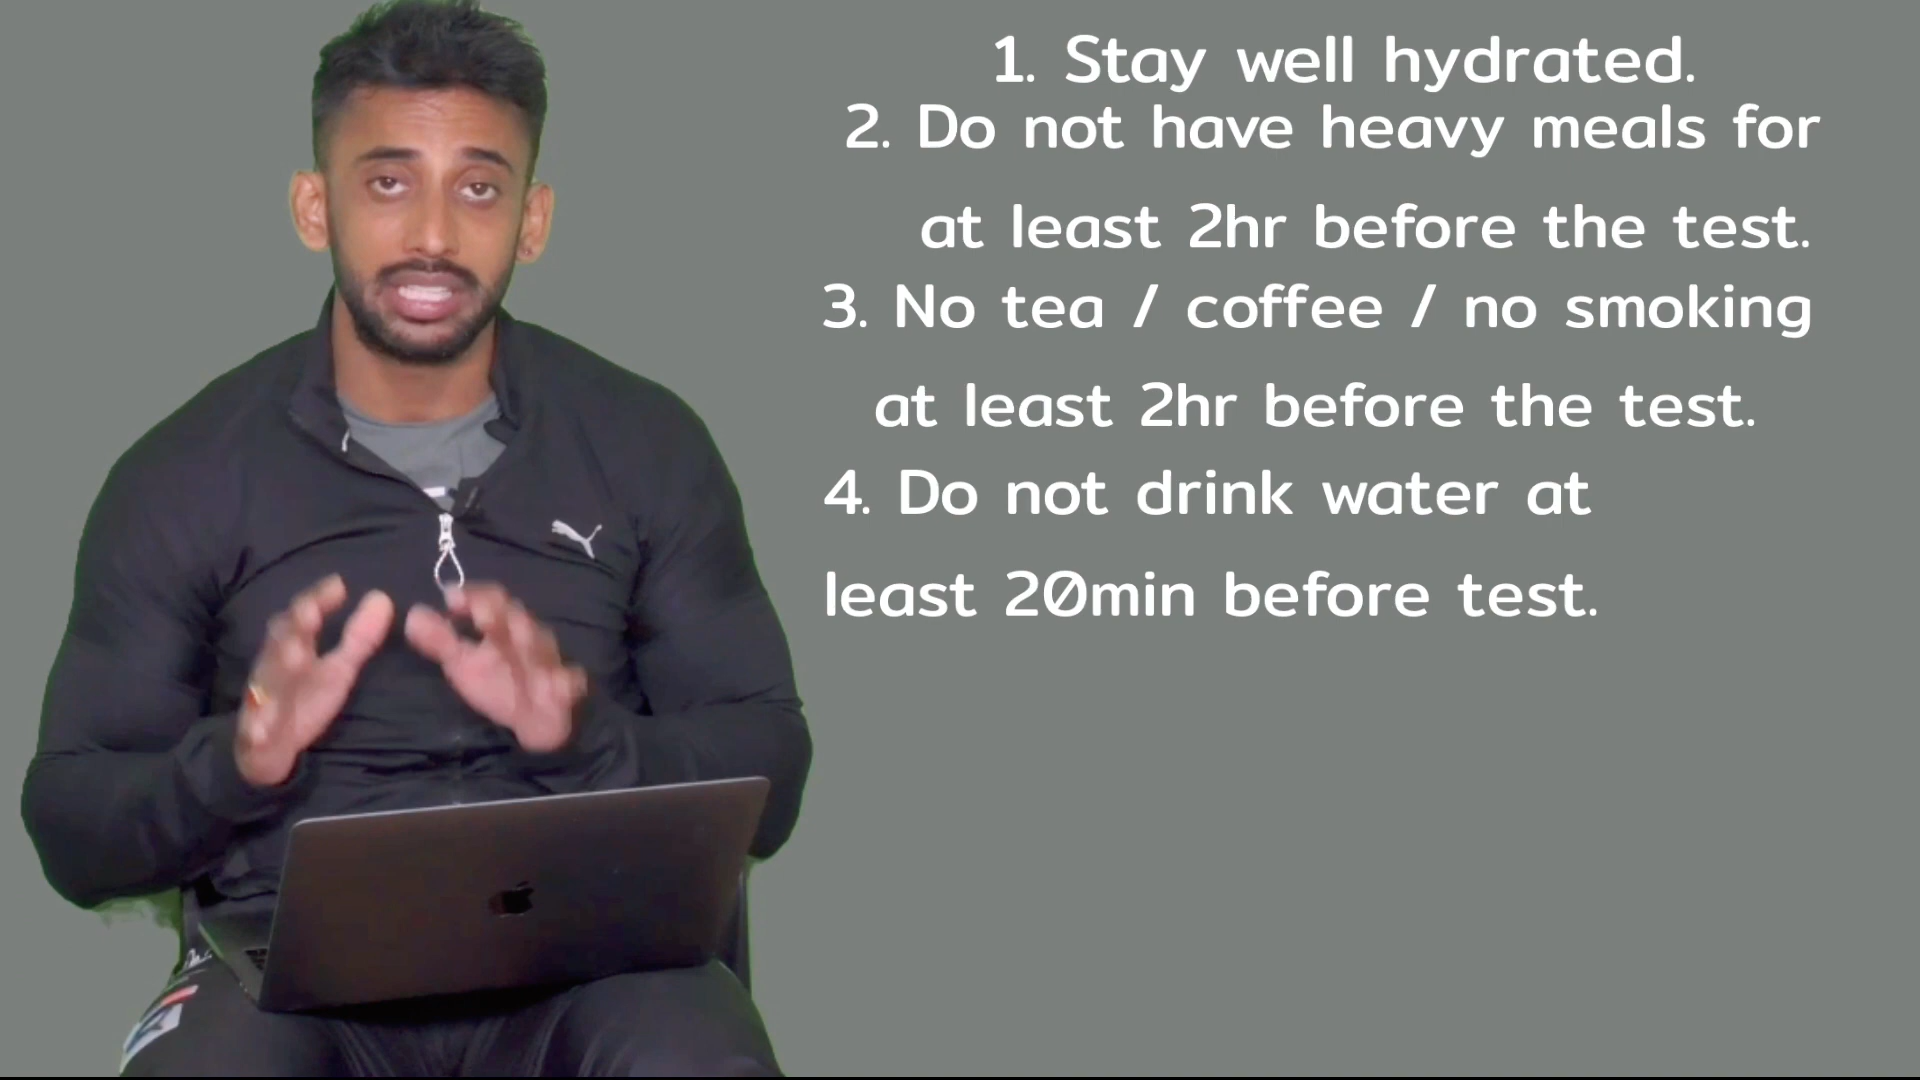 1. Stay well hydrated.
2. Do not have heavy meals for
at least 2hr before the test.
3. No tea / coffee / no smoking
at least 2hr before the test.
4. Do not drink water at
least 20min before test.